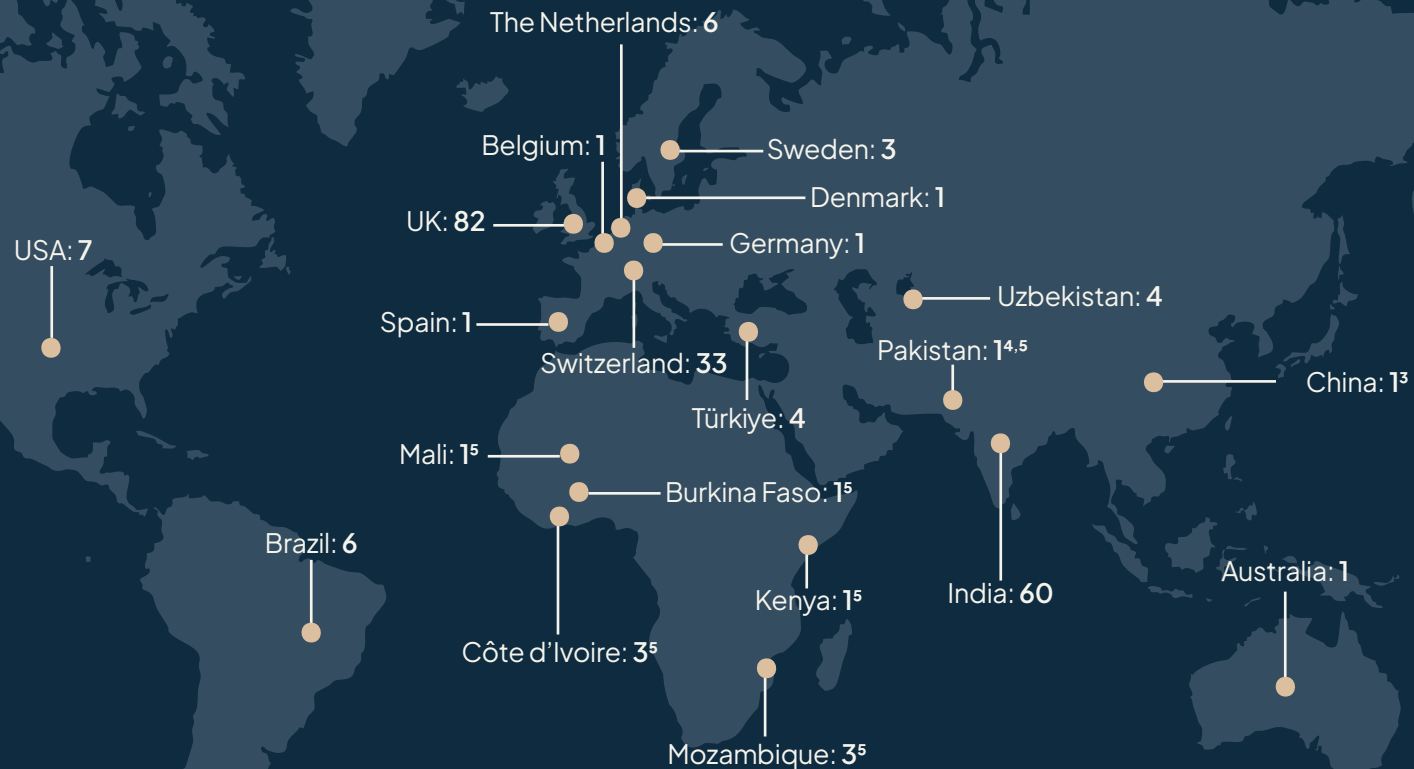 The Netherlands: 6
Belgium: 1
Sweden: 3
Denmark: 1
UK: 82
Germany: 1
USA: 7
Uzbekistan: 4
Spain: 1
Pakistan: 1⁴,⁵
Switzerland: 33
China: 1³
Türkiye: 4
Mali: 1⁵
Burkina Faso: 1⁵
Brazil: 6
Australia: 1
Kenya: 1⁵
India: 60
Côte d’Ivoire: 3⁵
Mozambique: 3⁵